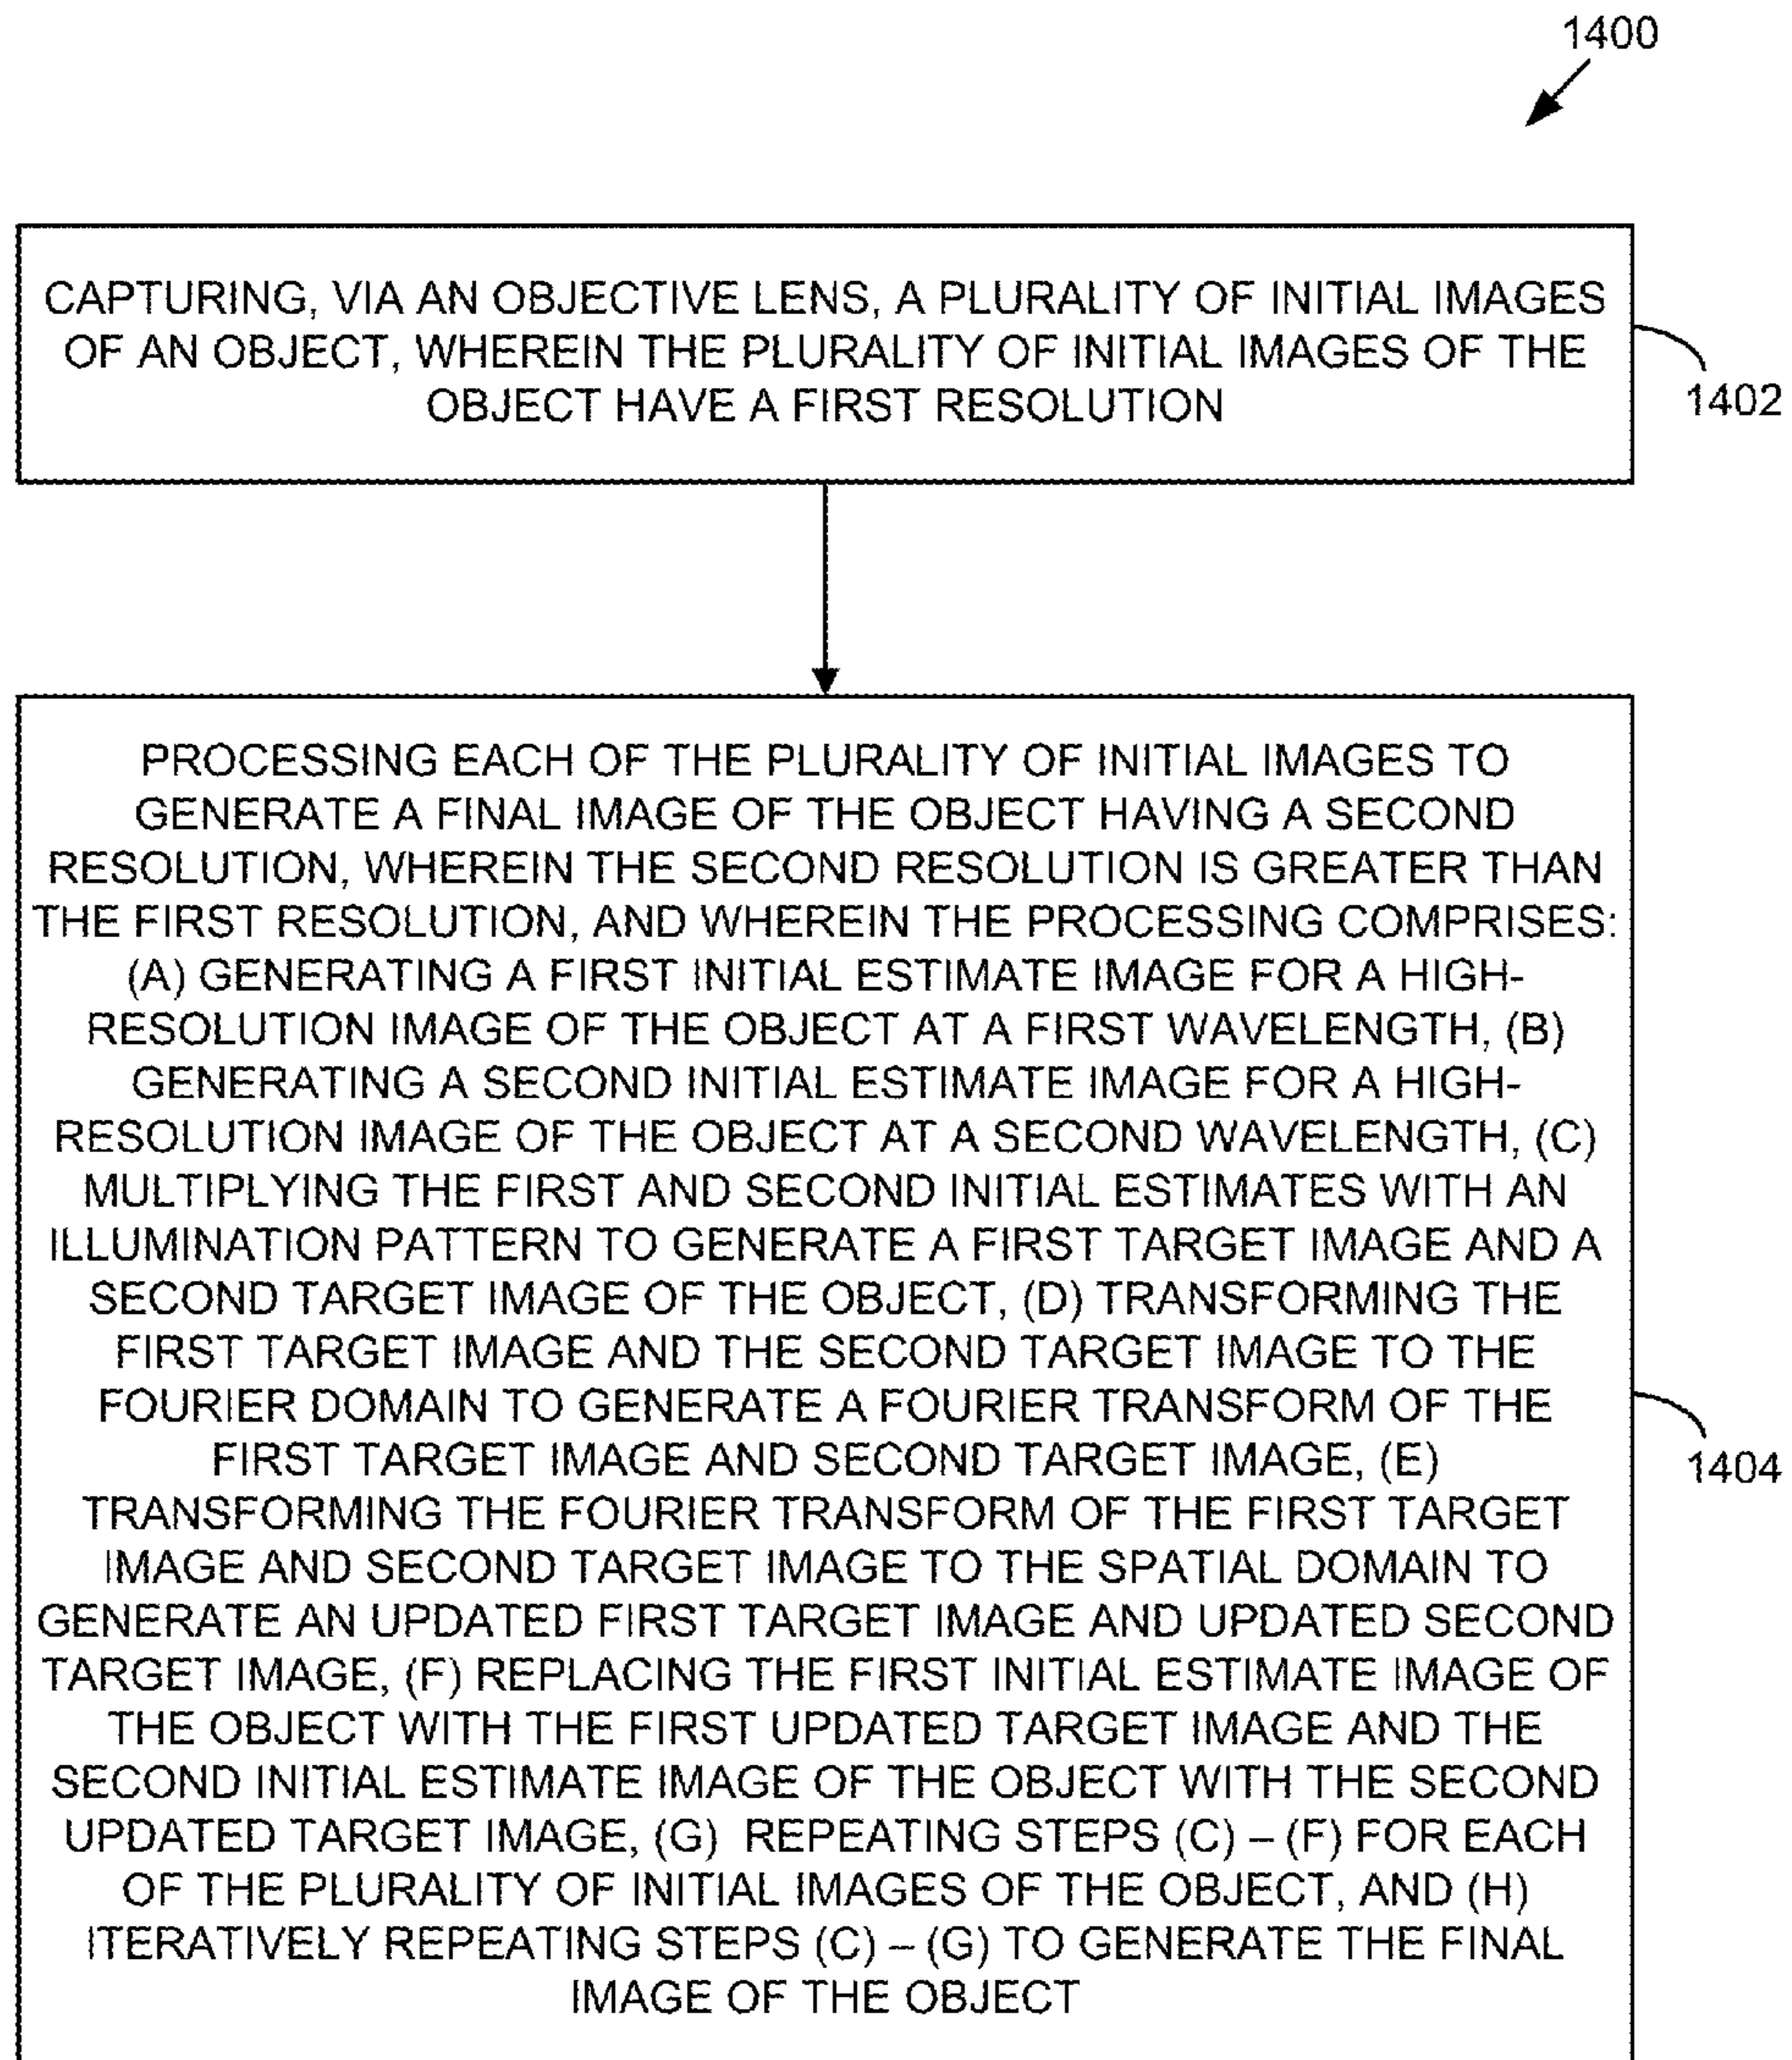 1400
CAPTURING, VIA AN OBJECTIVE LENS, A PLURALITY OF INITIAL IMAGES
OF AN OBJECT, WHEREIN THE PLURALITY OF INITIAL IMAGES OF THE
OBJECT HAVE A FIRST RESOLUTION
1402
PROCESSING EACH OF THE PLURALITY OF INITIAL IMAGES TO
GENERATE A FINAL IMAGE OF THE OBJECT HAVING A SECOND
RESOLUTION, WHEREIN THE SECOND RESOLUTION IS GREATER THAN
THE FIRST RESOLUTION, AND WHEREIN THE PROCESSING COMPRISES:
(A) GENERATING A FIRST INITIAL ESTIMATE IMAGE FOR A HIGH-
RESOLUTION IMAGE OF THE OBJECT AT A FIRST WAVELENGTH, (B)
GENERATING A SECOND INITIAL ESTIMATE IMAGE FOR A HIGH-
RESOLUTION IMAGE OF THE OBJECT AT A SECOND WAVELENGTH, (C)
MULTIPLYING THE FIRST AND SECOND INITIAL ESTIMATES WITH AN
ILLUMINATION PATTERN TO GENERATE A FIRST TARGET IMAGE AND A
SECOND TARGET IMAGE OF THE OBJECT, (D) TRANSFORMING THE
FIRST TARGET IMAGE AND THE SECOND TARGET IMAGE TO THE
FOURIER DOMAIN TO GENERATE A FOURIER TRANSFORM OF THE
FIRST TARGET IMAGE AND SECOND TARGET IMAGE, (E)
TRANSFORMING THE FOURIER TRANSFORM OF THE FIRST TARGET
IMAGE AND SECOND TARGET IMAGE TO THE SPATIAL DOMAIN TO
GENERATE AN UPDATED FIRST TARGET IMAGE AND UPDATED SECOND
TARGET IMAGE, (F) REPLACING THE FIRST INITIAL ESTIMATE IMAGE OF
THE OBJECT WITH THE FIRST UPDATED TARGET IMAGE AND THE
SECOND INITIAL ESTIMATE IMAGE OF THE OBJECT WITH THE SECOND
UPDATED TARGET IMAGE, (G) REPEATING STEPS (C) – (F) FOR EACH
OF THE PLURALITY OF INITIAL IMAGES OF THE OBJECT, AND (H)
ITERATIVELY REPEATING STEPS (C) – (G) TO GENERATE THE FINAL
IMAGE OF THE OBJECT
1404